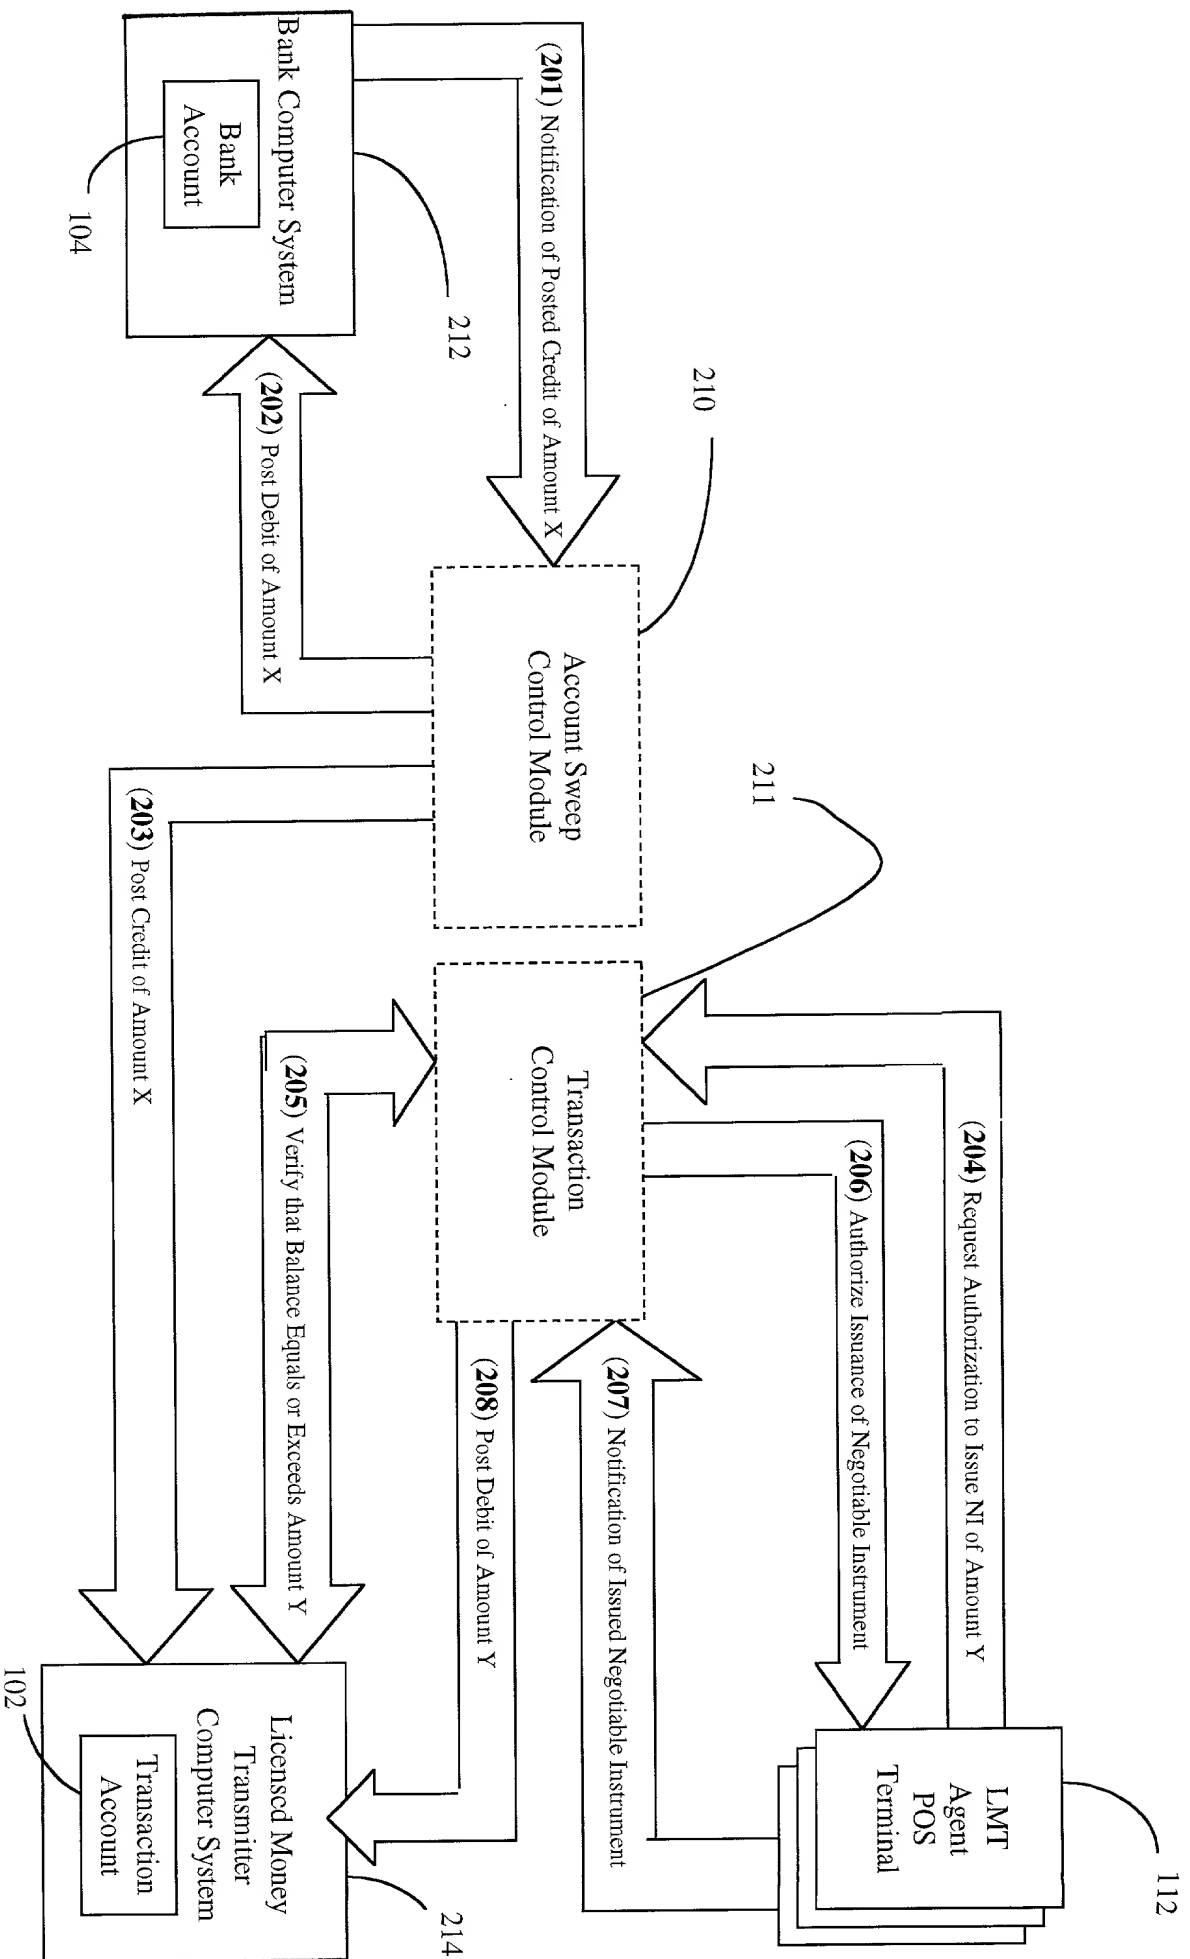 112
LMT
Agent
POS
Terminal
(204) Request Authorization to Issue NI of Amount Y
(206) Authorize Issuance of Negotiable Instrument
(207) Notification of Issued Negotiable Instrument
211
210
(201) Notification of Posted Credit of Amount X
Account Sweep
Control Module
Transaction
Control Module
(208) Post Debit of Amount Y
214
212
Bank Computer System
Bank
Account
104
(202) Post Debit of Amount X
(205) Verify that Balance Equals or Exceeds Amount Y
(203) Post Credit of Amount X
Licensed Money
Transmitter
Computer System
Transaction
Account
102